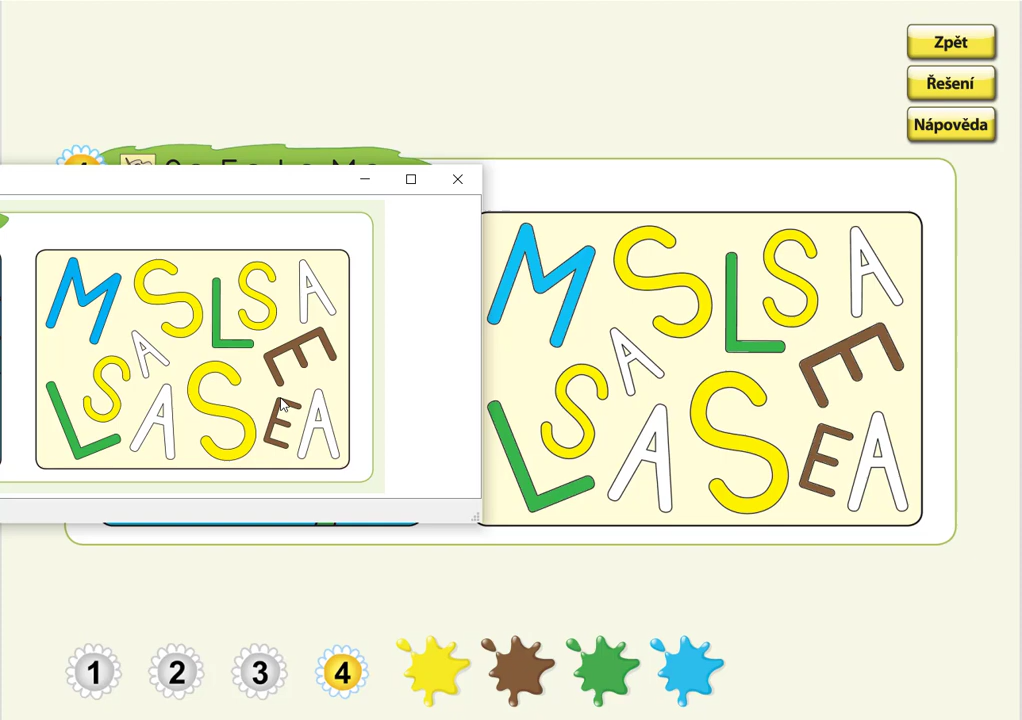 Zpět
Řešení
Nápověda
M S L S A
A E
L S A S E A
M S L S A
A E
L S A S E A
1 2 3 4